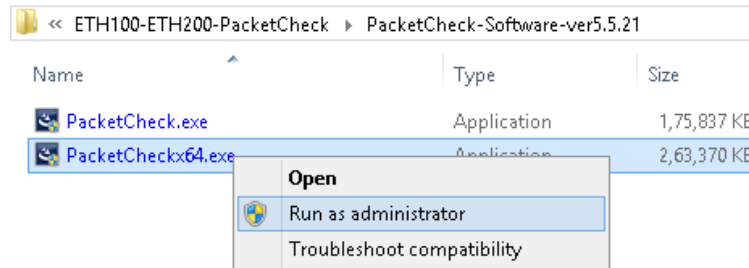 « ETH100-ETH200-PacketCheck ▸ PacketCheck-Software-ver5.5.21
Name Type Size
PacketCheck.exe Application 1,75,837 KB
PacketCheckx64.exe Application 2,63,370 KB
Open
Run as administrator
Troubleshoot compatibility